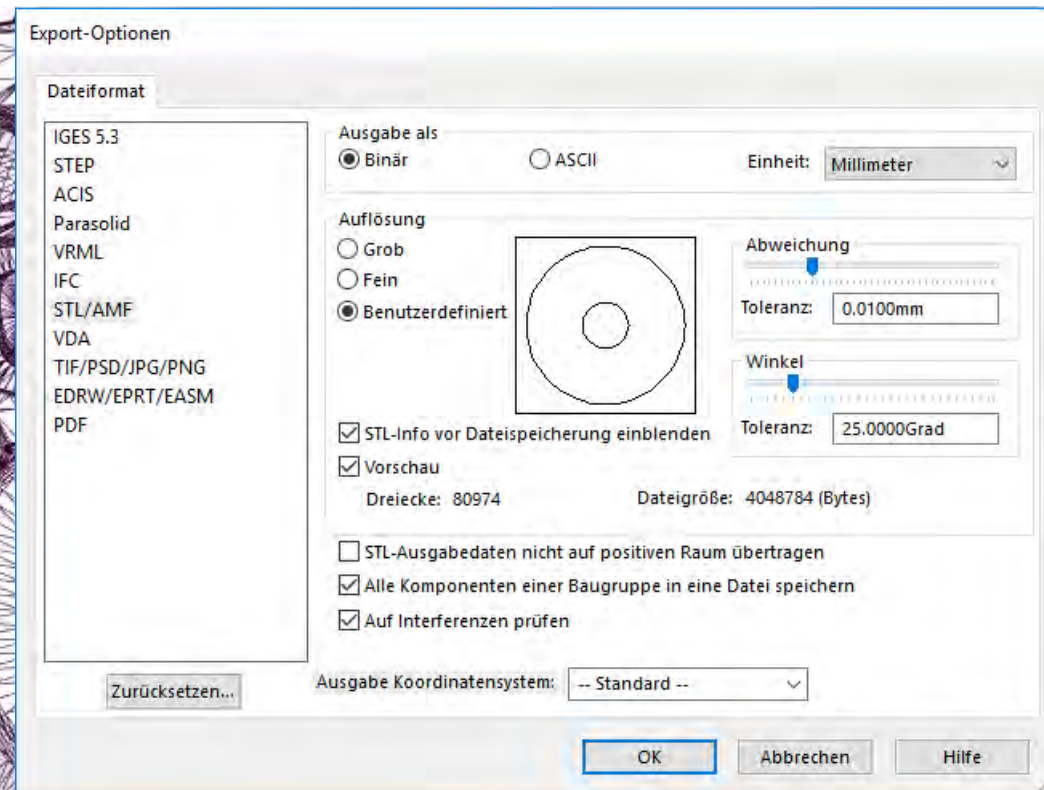 Export-Optionen
Dateiformat
IGES 5.3
STEP
ACIS
Parasolid
VRML
IFC
STL/AMF
VDA
TIF/PSD/JPG/PNG
EDRW/EPRT/EASM
PDF
Zurücksetzen...
Ausgabe als
Binär
ASCII
Einheit: Millimeter
Auflösung
Grob
Fein
Benutzerdefiniert
Abweichung
Toleranz: 0.0100mm
Winkel
Toleranz: 25.0000Grad
STL-Info vor Dateispeicherung einblenden
Vorschau
Dreiecke: 80974 Dateigröße: 4048784 (Bytes)
STL-Ausgabedaten nicht auf positiven Raum übertragen
Alle Komponenten einer Baugruppe in eine Datei speichern
Auf Interferenzen prüfen
Ausgabe Koordinatensystem: -- Standard --
OK Abbrechen Hilfe